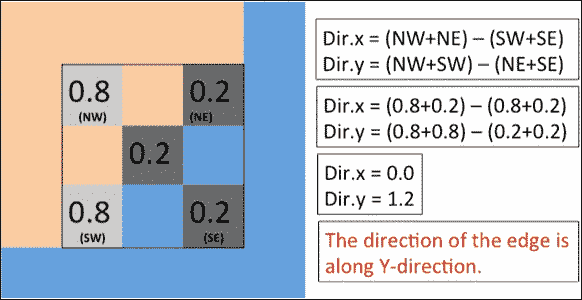 0.8
(NW)
0.2
(NE)
0.2
0.8
(SW)
0.2
(SE)
Dir.x = (NW+NE) – (SW+SE)
Dir.y = (NW+SW) – (NE+SE)
Dir.x = (0.8+0.2) – (0.8+0.2)
Dir.y = (0.8+0.8) – (0.2+0.2)
Dir.x = 0.0
Dir.y = 1.2
The direction of the edge is
along Y-direction.